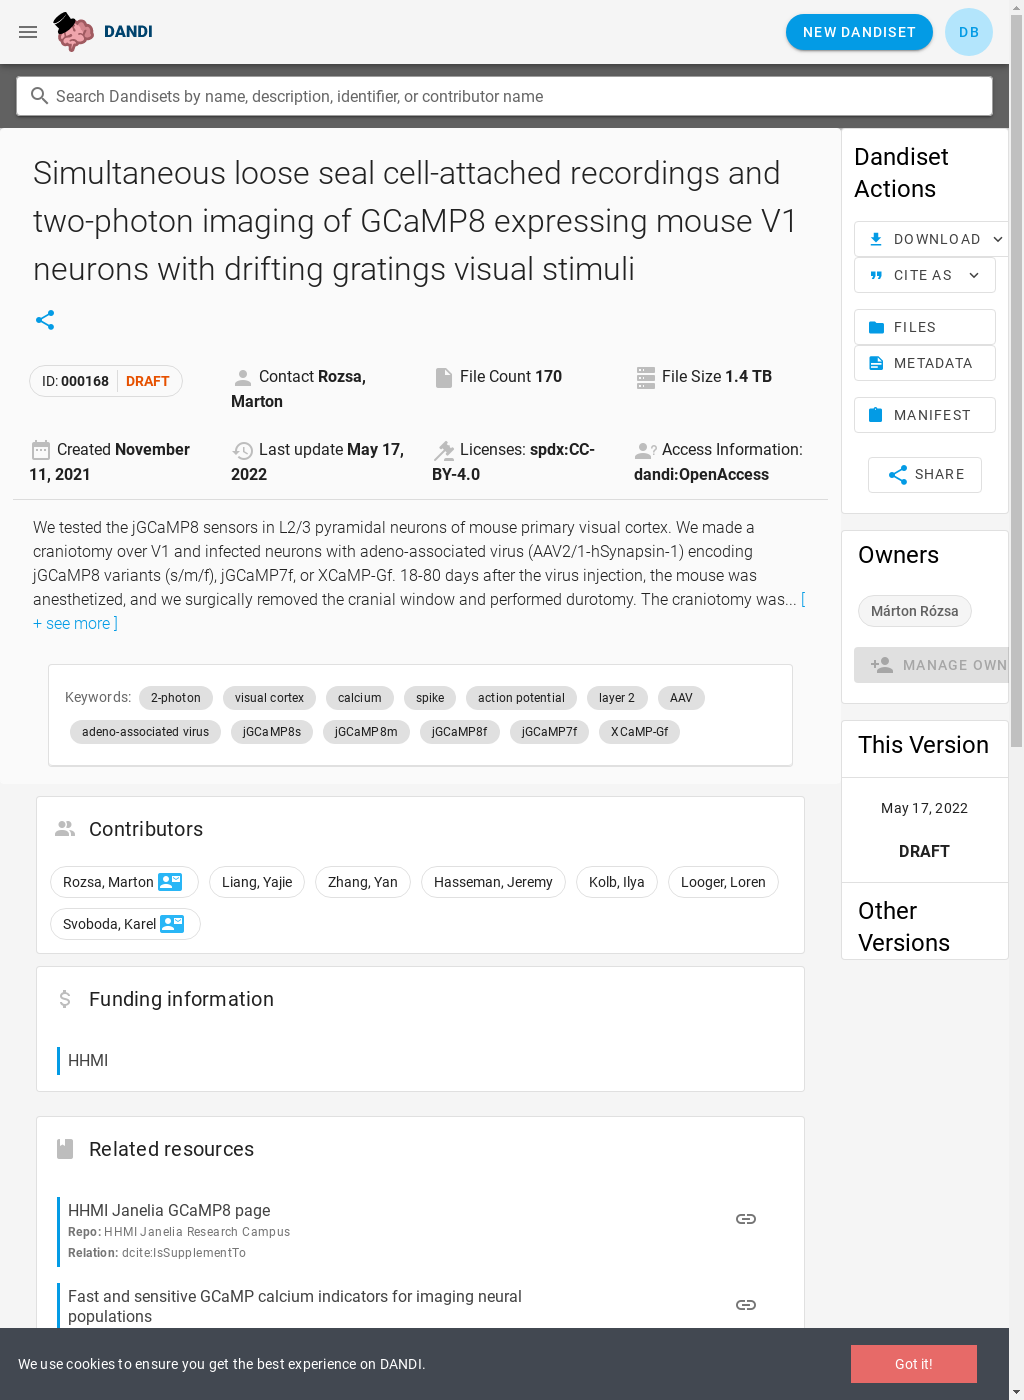 DANDI
NEW DANDISET
DB
Search Dandisets by name, description, identifier, or contributor name
Simultaneous loose seal cell-attached recordings and
two-photon imaging of GCaMP8 expressing mouse V1
neurons with drifting gratings visual stimuli
ID: 000168 DRAFT
Contact Rozsa,
Marton
File Count 170
File Size 1.4 TB
Created November
11, 2021
Last update May 17,
2022
Licenses: spdx:CC-
BY-4.0
Access Information:
dandi:OpenAccess
We tested the jGCaMP8 sensors in L2/3 pyramidal neurons of mouse primary visual cortex. We made a
craniotomy over V1 and infected neurons with adeno-associated virus (AAV2/1-hSynapsin-1) encoding
jGCaMP8 variants (s/m/f), jGCaMP7f, or XCaMP-Gf. 18-80 days after the virus injection, the mouse was
anesthetized, and we surgically removed the cranial window and performed durotomy. The craniotomy was... [
+ see more ]
Keywords: 2-photon visual cortex calcium spike action potential layer 2 AAV
adeno-associated virus jGCaMP8s jGCaMP8m jGCaMP8f jGCaMP7f XCaMP-Gf
Contributors
Rozsa, Marton Liang, Yajie Zhang, Yan Hasseman, Jeremy Kolb, Ilya Looger, Loren
Svoboda, Karel
Funding information
HHMI
Related resources
HHMI Janelia GCaMP8 page
Repo: HHMI Janelia Research Campus
Relation: dcite:IsSupplementTo
Fast and sensitive GCaMP calcium indicators for imaging neural
populations
Dandiset
Actions
DOWNLOAD
CITE AS
FILES
METADATA
MANIFEST
SHARE
Owners
Márton Rózsa
MANAGE OWN
This Version
May 17, 2022
DRAFT
Other
Versions
We use cookies to ensure you get the best experience on DANDI.
Got it!